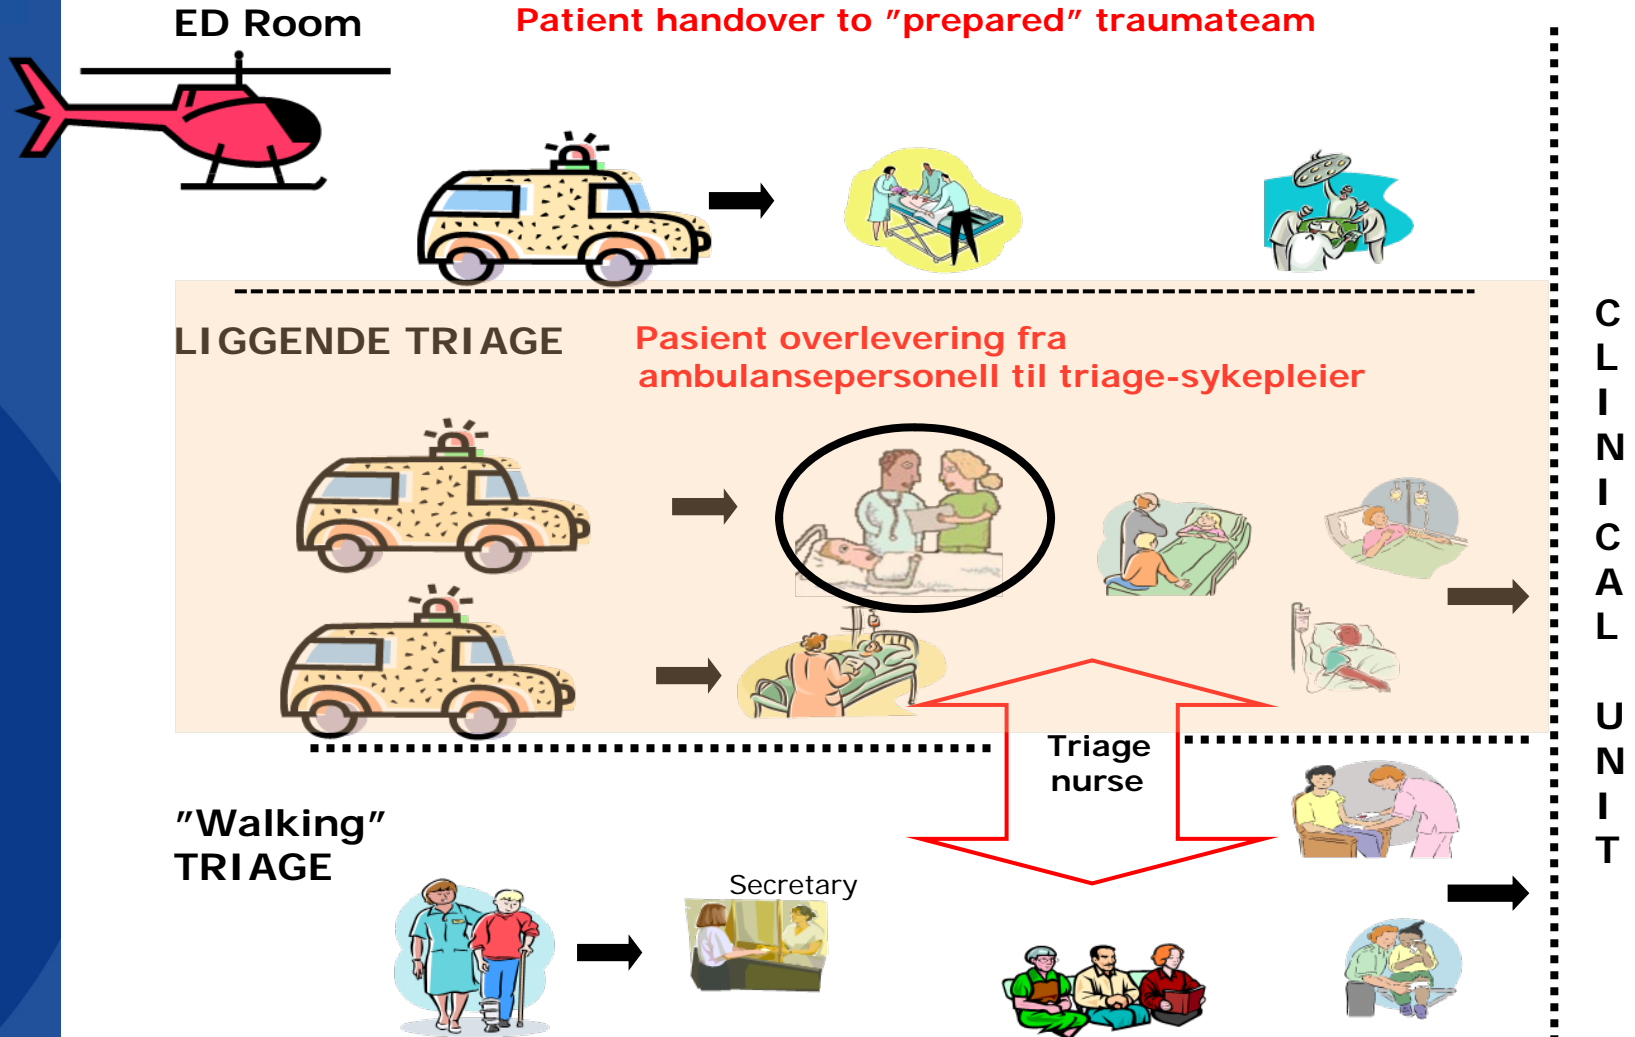 ED Room
Patient handover to ”prepared” traumateam
LIGGENDE TRIAGE
Pasient overlevering fra
ambulansepersonell til triage-sykepleier
Triage
nurse
”Walking”
TRIAGE
Secretary
C
L
I
N
I
C
A
L
U
N
I
T